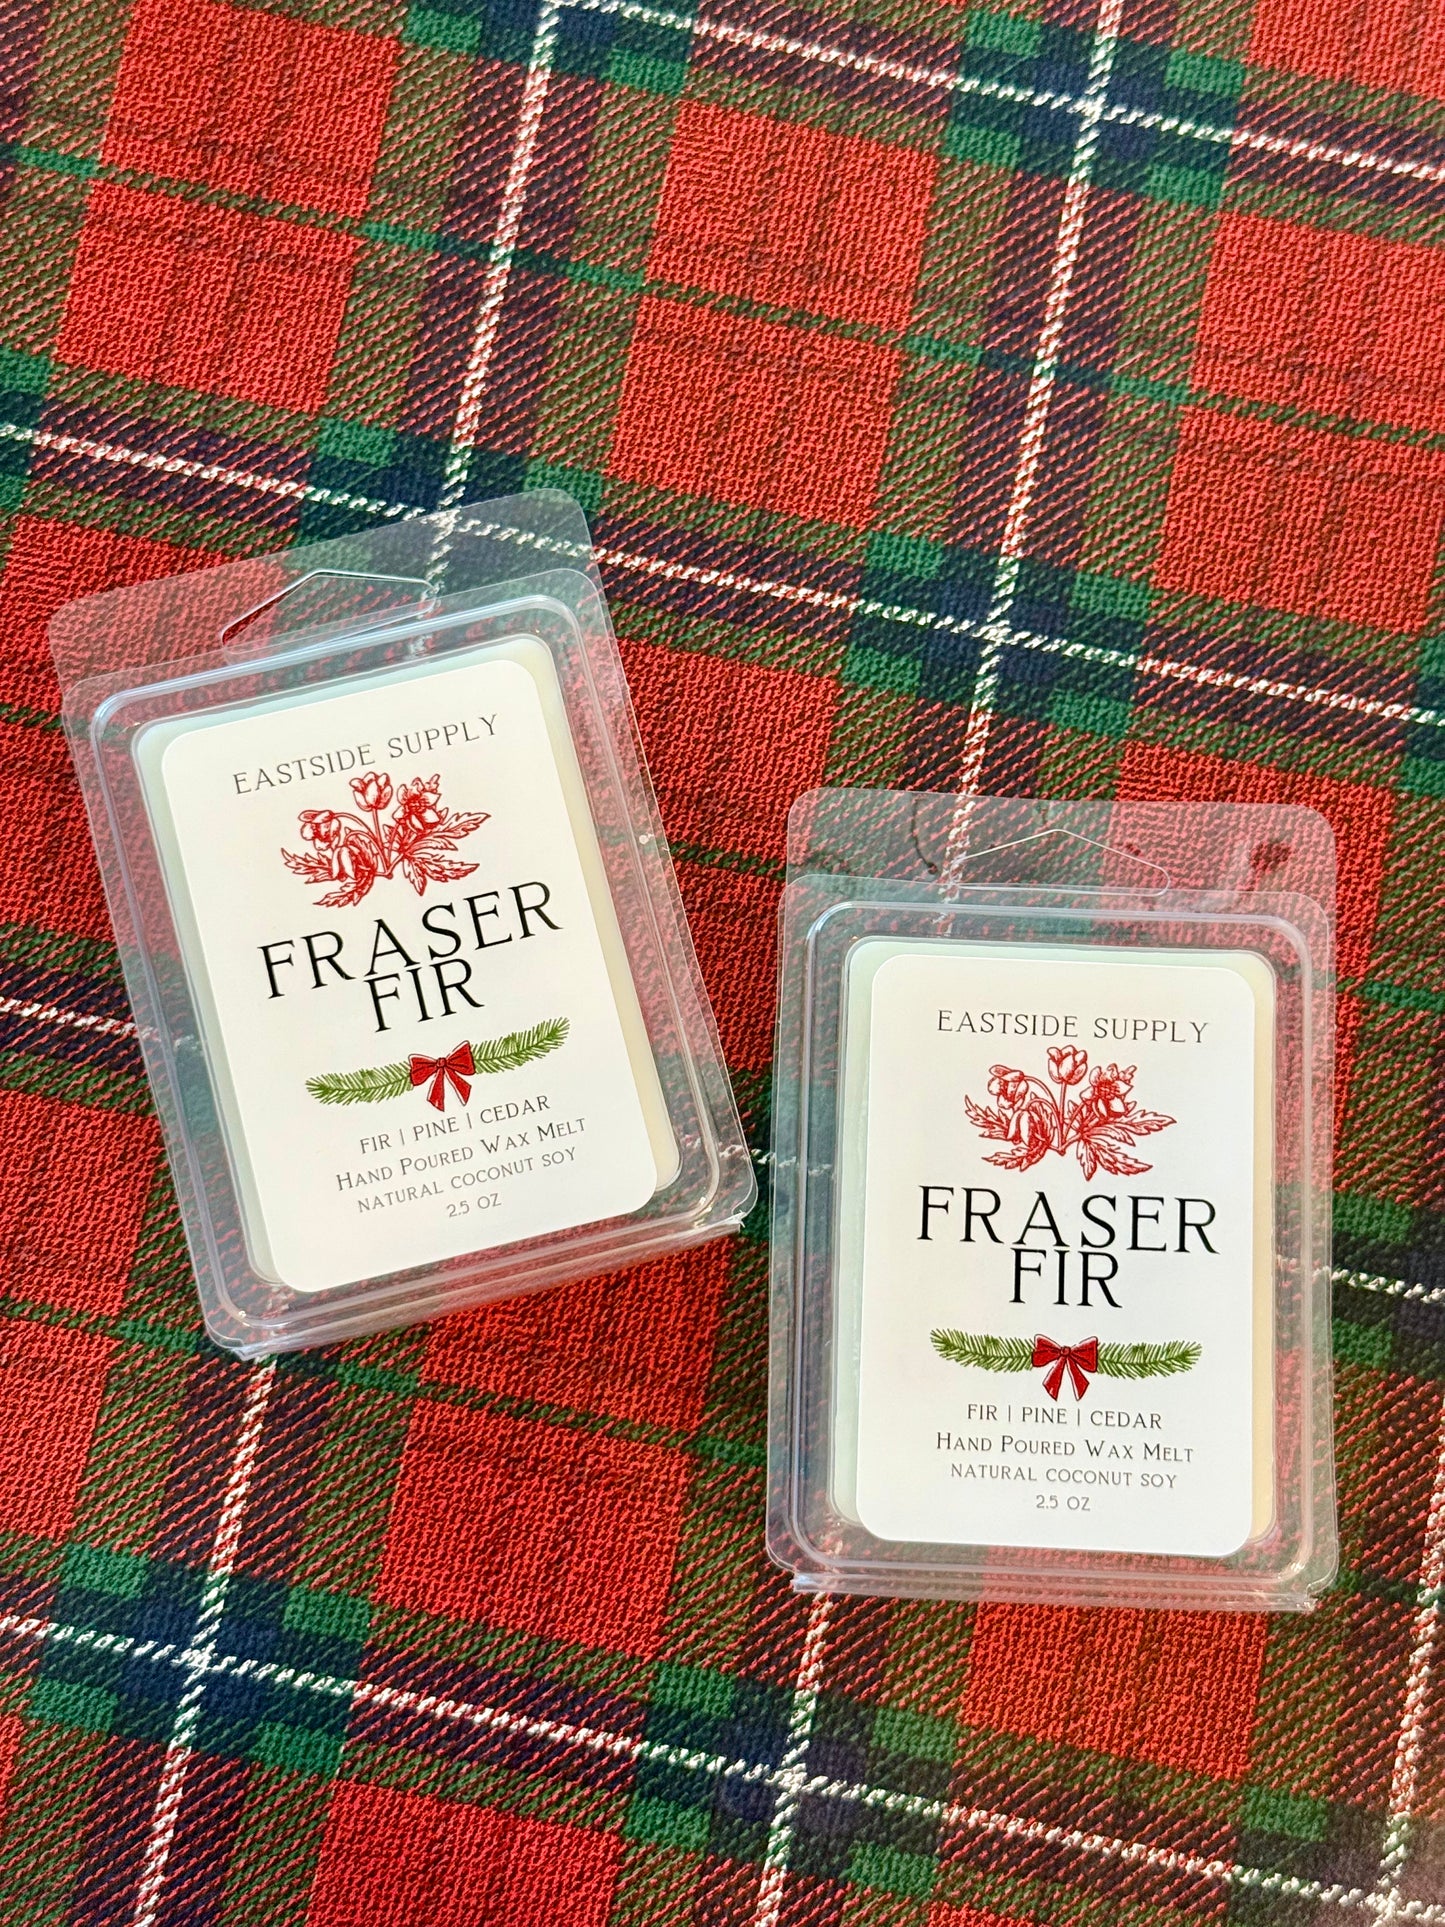 EASTSIDE SUPPLY
FRASER
FIR
FIR | PINE | CEDAR
HAND POURED WAX MELT
NATURAL COCONUT SOY
2.5 OZ
EASTSIDE SUPPLY
FRASER
FIR
FIR | PINE | CEDAR
HAND POURED WAX MELT
NATURAL COCONUT SOY
2.5 OZ